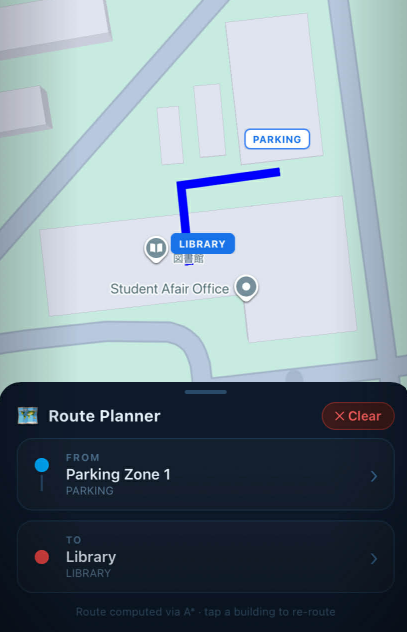 PARKING
LIBRARY
図書館
Student Afair Office
Route Planner
× Clear
FROM
Parking Zone 1
PARKING
TO
Library
LIBRARY
Route computed via A* · tap a building to re-route